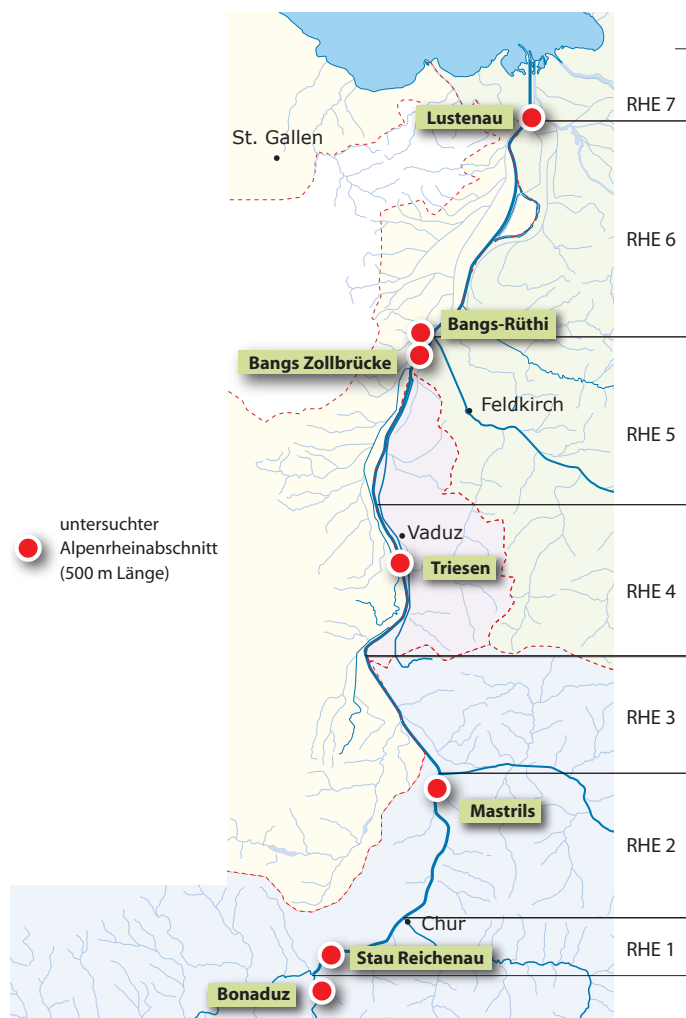 RHE 7
Lustenau
St. Gallen
RHE 6
Bangs-Rüthi
Bangs Zollbrücke
Feldkirch
RHE 5
untersuchter
Alpenrheinabschnitt
(500 m Länge)
Vaduz
Triesen
RHE 4
RHE 3
Mastrils
RHE 2
Chur
RHE 1
Stau Reichenau
Bonaduz